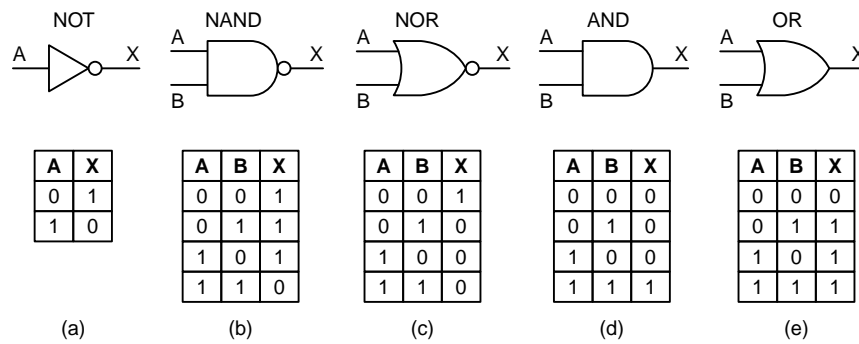 NOT NAND NOR AND OR
A X A B X A B X A B X A B X
A X A B X A B X A B X A B X
0 1 0 0 1 0 0 1 0 0 0 0 0 0
1 0 0 1 1 0 1 0 0 1 0 0 1 1
1 0 1 1 0 0 1 0 0 1 0 1
1 1 0 1 1 0 1 1 1 1 1 1
(a) (b) (c) (d) (e)